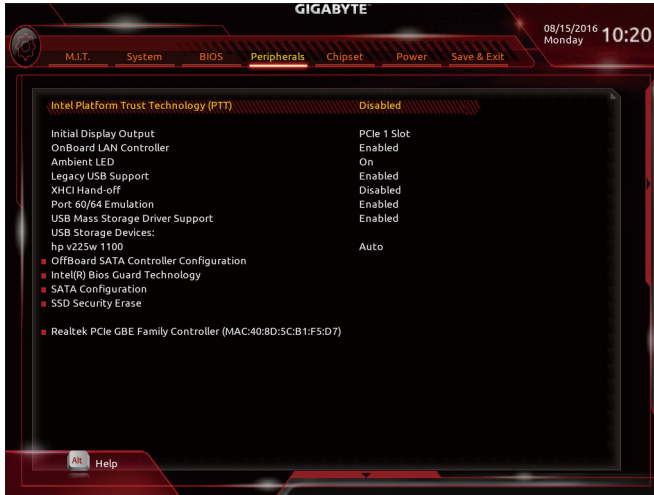 GIGABYTE
08/15/2016 Monday 10:20
M.I.T. System BIOS Peripherals Chipset Power Save & Exit
Intel Platform Trust Technology (PTT) Disabled
Initial Display Output PCIe 1 Slot
OnBoard LAN Controller Enabled
Ambient LED On
Legacy USB Support Enabled
XHCI Hand-off Disabled
Port 60/64 Emulation Enabled
USB Mass Storage Driver Support Enabled
USB Storage Devices:
hp v225w 1100 Auto
OffBoard SATA Controller Configuration
Intel(R) Bios Guard Technology
SATA Configuration
SSD Security Erase
Realtek PCIe GBE Family Controller (MAC:40:8D:5C:B1:F5:D7)
Alt Help